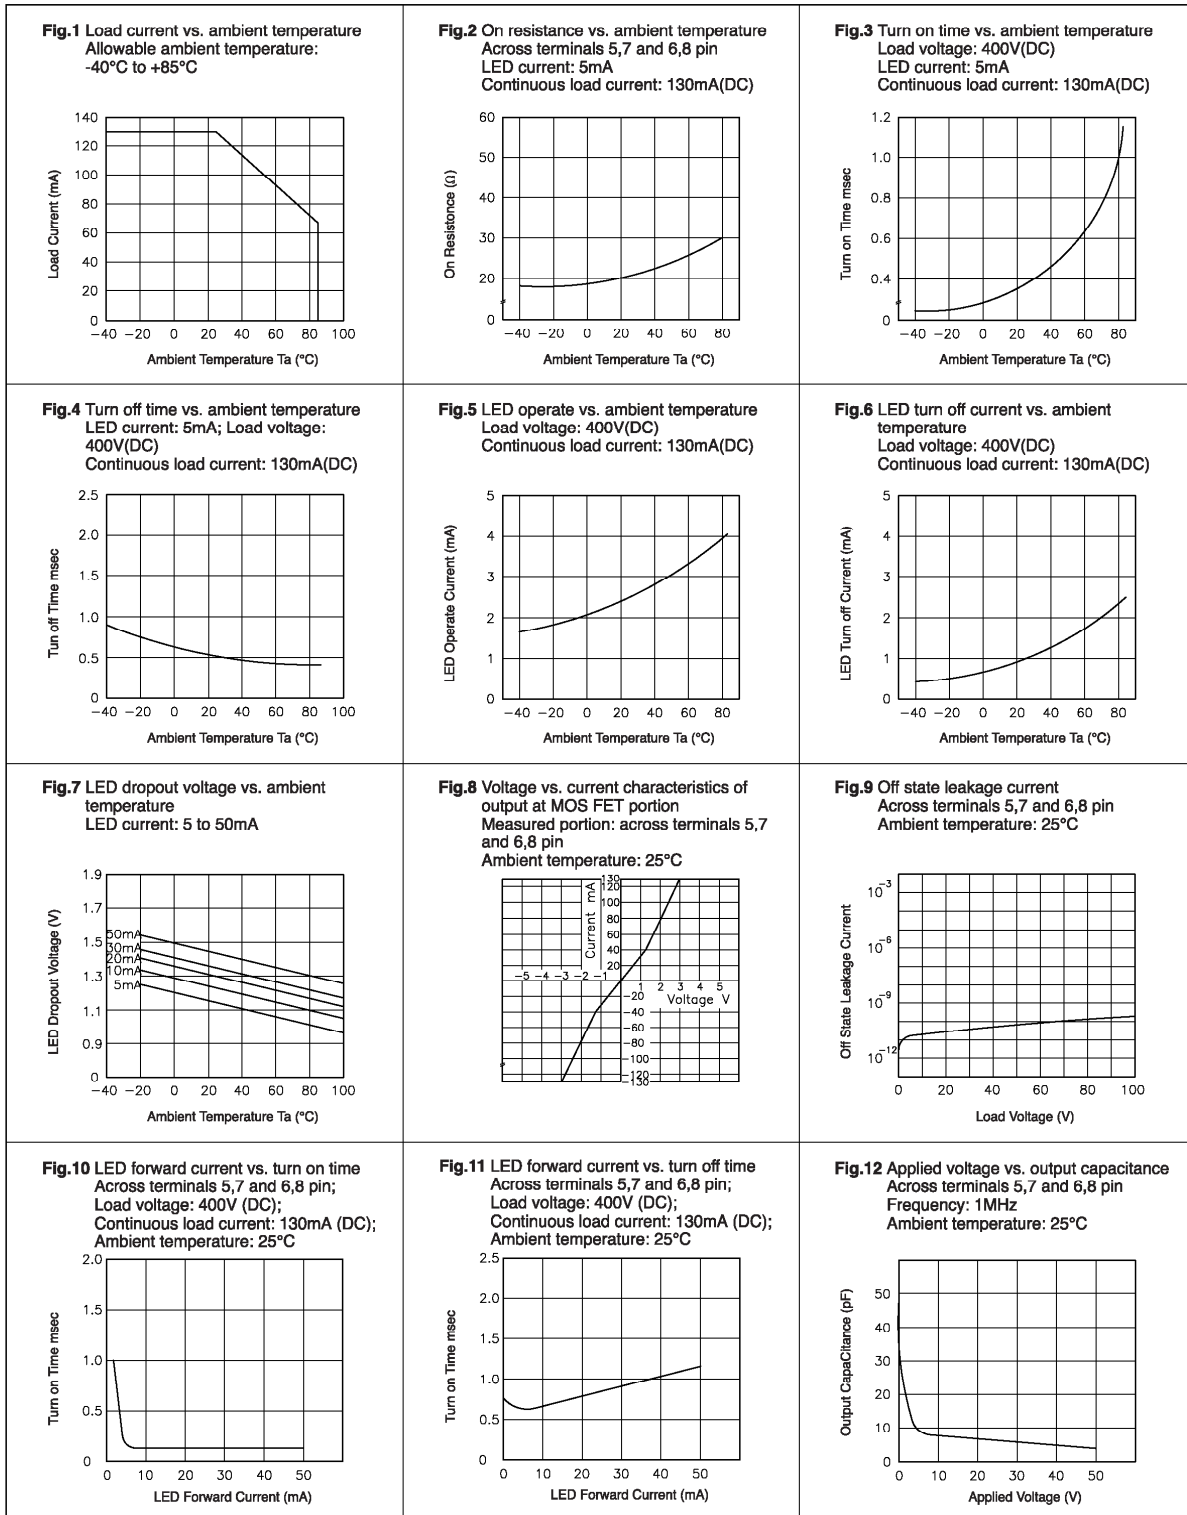 Fig.1 Load current vs. ambient temperature
Allowable ambient temperature:
-40°C to +85°C
140
120
100
80
60
40
20
0
Load Current (mA)
−40 −20 0 20 40 60 80 100
Ambient Temperature Ta (°C)
Fig.2 On resistance vs. ambient temperature
Across terminals 5,7 and 6,8 pin
LED current: 5mA
Continuous load current: 130mA(DC)
60
50
40
30
20
0
On Resistonce (Ω)
−40 −20 0 20 40 60 80
Ambient Temperature Ta (°C)
Fig.3 Turn on time vs. ambient temperature
Load voltage: 400V(DC)
LED current: 5mA
Continuous load current: 130mA(DC)
1.2
1.0
0.8
0.6
0.4
0
Turn on Time msec
−40 −20 0 20 40 60 80
Ambient Temperature Ta (°C)
Fig.4 Turn off time vs. ambient temperature
LED current: 5mA; Load voltage:
400V(DC)
Continuous load current: 130mA(DC)
2.5
2.0
1.5
1.0
0.5
0
Tun off Time msec
−40 −20 0 20 40 60 80 100
Ambient Temperature Ta (°C)
Fig.5 LED operate vs. ambient temperature
Load voltage: 400V(DC)
Continuous load current: 130mA(DC)
5
4
3
2
1
0
LED Operate Current (mA)
−40 −20 0 20 40 60 80
Ambient Temperature Ta (°C)
Fig.6 LED turn off current vs. ambient
temperature
Load voltage: 400V(DC)
Continuous load current: 130mA(DC)
5
4
3
2
1
0
LED Turn off Current (mA)
−40 −20 0 20 40 60 80
Ambient Temperature Ta (°C)
Fig.7 LED dropout voltage vs. ambient
temperature
LED current: 5 to 50mA
1.9
1.7
1.5
1.3
1.1
0.9
0
LED Dropout Voltage (V)
50mA
30mA
20mA
10mA
5mA
−40 −20 0 20 40 60 80 100
Ambient Temperature Ta (°C)
Fig.8 Voltage vs. current characteristics of
output at MOS FET portion
Measured portion: across terminals 5,7
and 6,8 pin
Ambient temperature: 25°C
Current mA
130
120
100
80
60
40
20
−5 −4 −3 −2 −1
1 2 3 4 5
Voltage V
−20
−40
−60
−80
−100
−120
−130
Fig.9 Off state leakage current
Across terminals 5,7 and 6,8 pin
Ambient temperature: 25°C
10−3
10−6
10−9
10−12
Off State Leakage Current
0 20 40 60 80 100
Load Voltage (V)
Fig.10 LED forward current vs. turn on time
Across terminals 5,7 and 6,8 pin;
Load voltage: 400V (DC);
Continuous load current: 130mA (DC);
Ambient temperature: 25°C
2.0
1.5
1.0
0.5
0
Turn on Time msec
0 10 20 30 40 50
LED Forward Current (mA)
Fig.11 LED forward current vs. turn off time
Across terminals 5,7 and 6,8 pin;
Load voltage: 400V (DC);
Continuous load current: 130mA (DC);
Ambient temperature: 25°C
2.5
2.0
1.5
1.0
0.5
0
Turn on Time msec
0 10 20 30 40 50
LED Forward Current (mA)
Fig.12 Applied voltage vs. output capacitance
Across terminals 5,7 and 6,8 pin
Frequency: 1MHz
Ambient temperature: 25°C
50
40
30
20
10
0
Output CapaCitance (pF)
0 10 20 30 40 50
Applied Voltage (V)